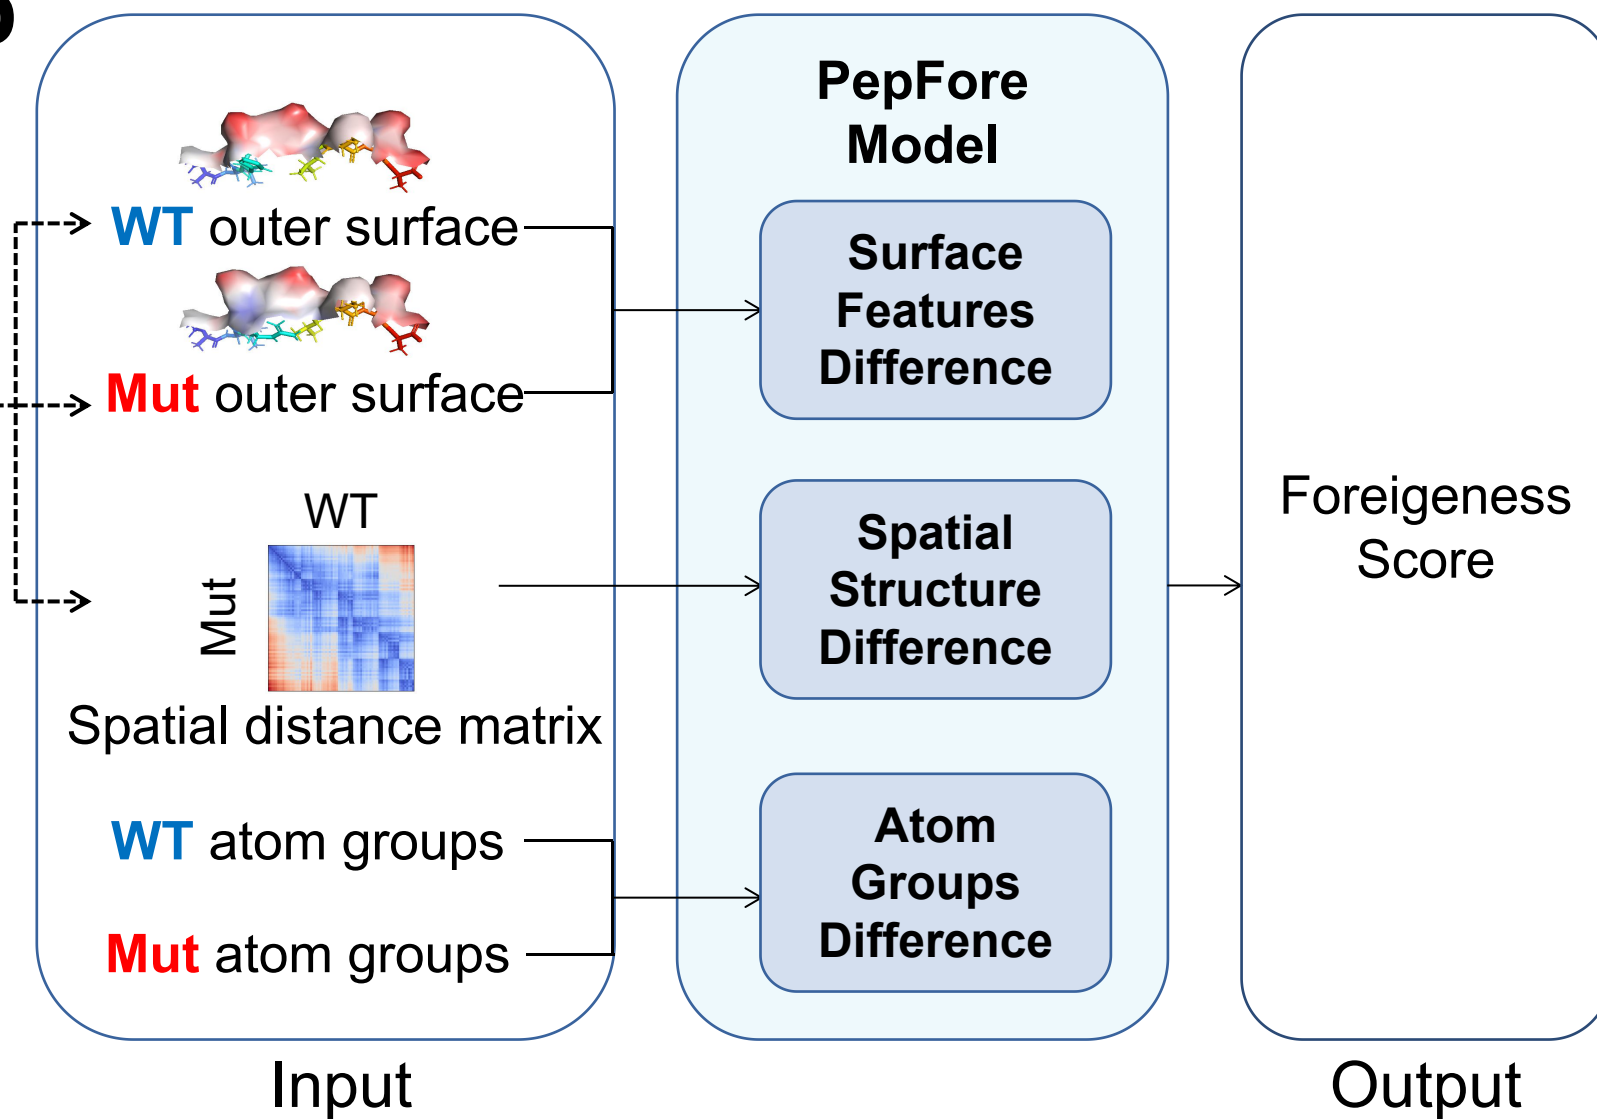 PepFore
Model
WT outer surface
Mut outer surface
Surface
Features
Difference
WT
Mut
Spatial distance matrix
Spatial
Structure
Difference
WT atom groups
Mut atom groups
Atom
Groups
Difference
Foreigeness
Score
Input
Output